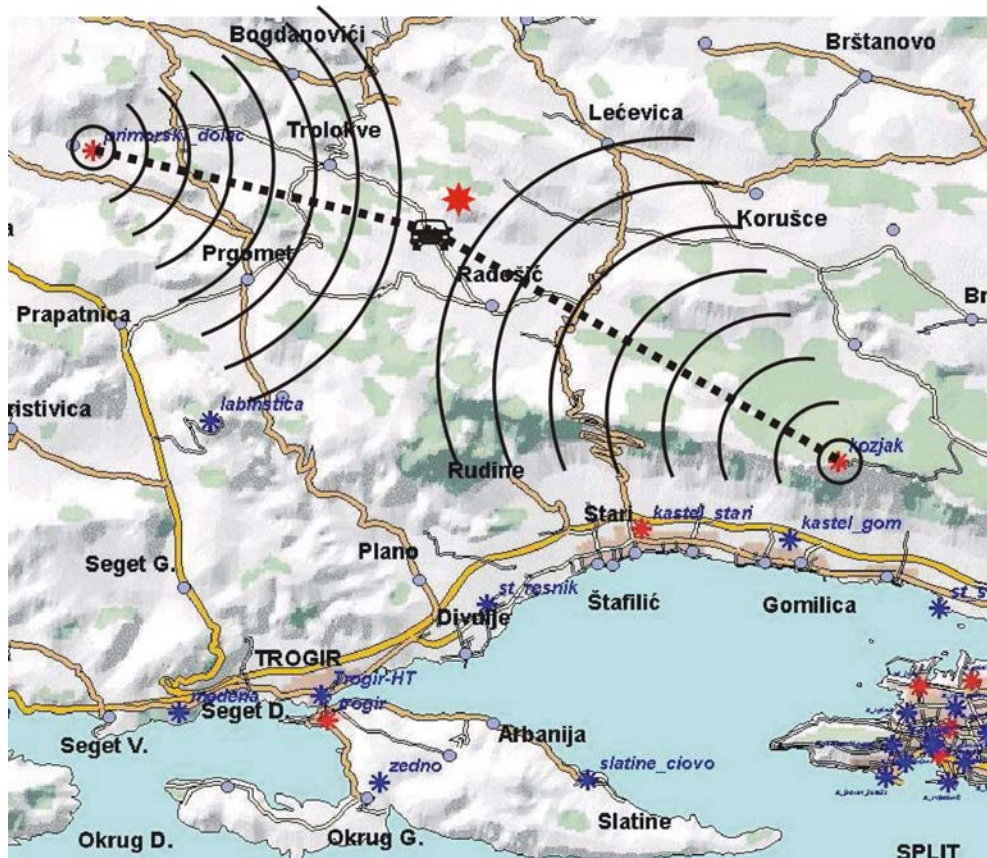 Bogdanovići
Brštanovo
Lećevica
primorski_dolac
Trolokve
Korušce
a
Prgomet
Radošić
Br
Prapatnica
ristivica
labinstica
kozjak
Rudine
Stari
kastel_stari
kastel_gom
Plano
Seget G.
st_resnik
Štafilić
Gomilica
st_s
Divulje
TROGIR
Trogir-HT
modena
Seget D.
trogir
Seget V.
Arbanija
zedno
slatine_ciovo
Okrug D.
Okrug G.
Slatine
SPLIT